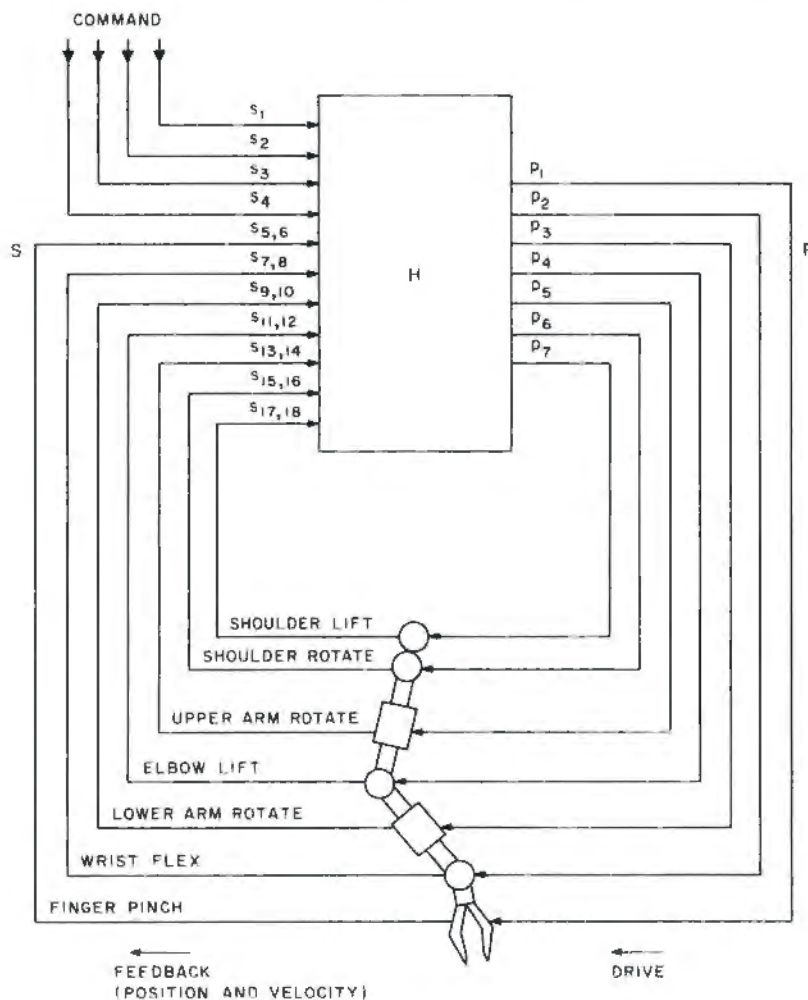 COMMAND
S1
S2
S3
S4
S5,6
S7,8
S9,10
S11,12
S13,14
S15,16
S17,18
S
H
P1
P2
P3
P4
P5
P6
P7
P
SHOULDER LIFT
SHOULDER ROTATE
UPPER ARM ROTATE
ELBOW LIFT
LOWER ARM ROTATE
WRIST FLEX
FINGER PINCH
FEEDBACK
(POSITION AND VELOCITY)
DRIVE